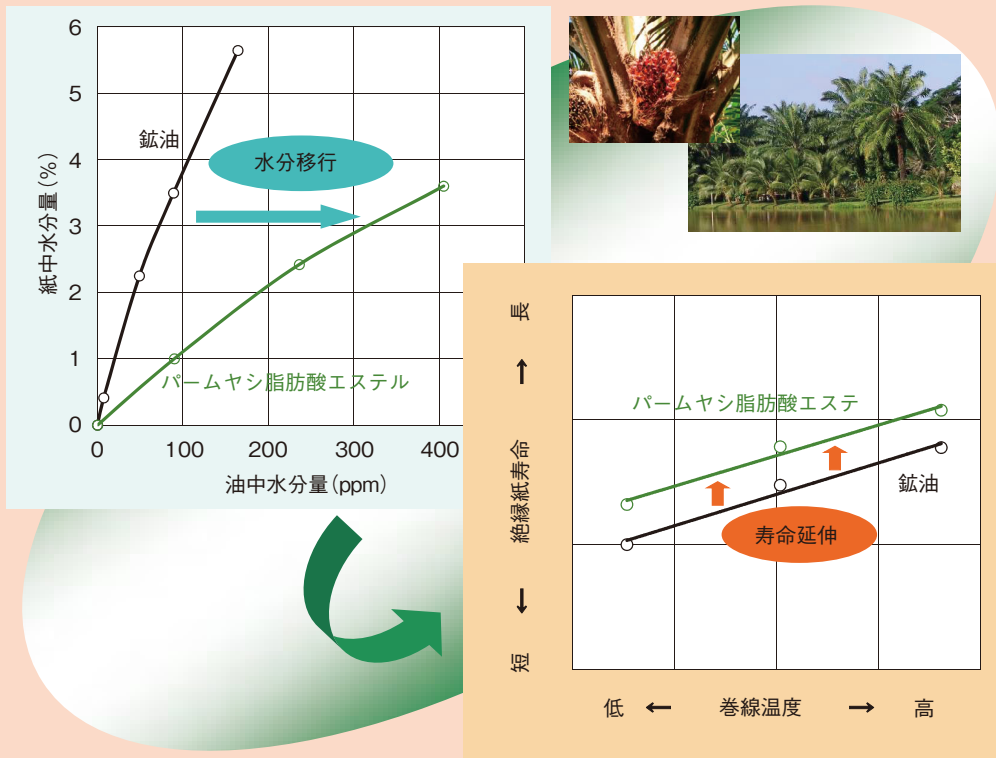 6
5
4
3
2
1
0
紙中水分量（%）
鉱油
水分移行
パームヤシ脂肪酸エステル
0
100
200
300
400
油中水分量（ppm）
長
↑
絶縁紙寿命
↓
短
パームヤシ脂肪酸エステ
鉱油
寿命延伸
低 ← 巻線温度 → 高